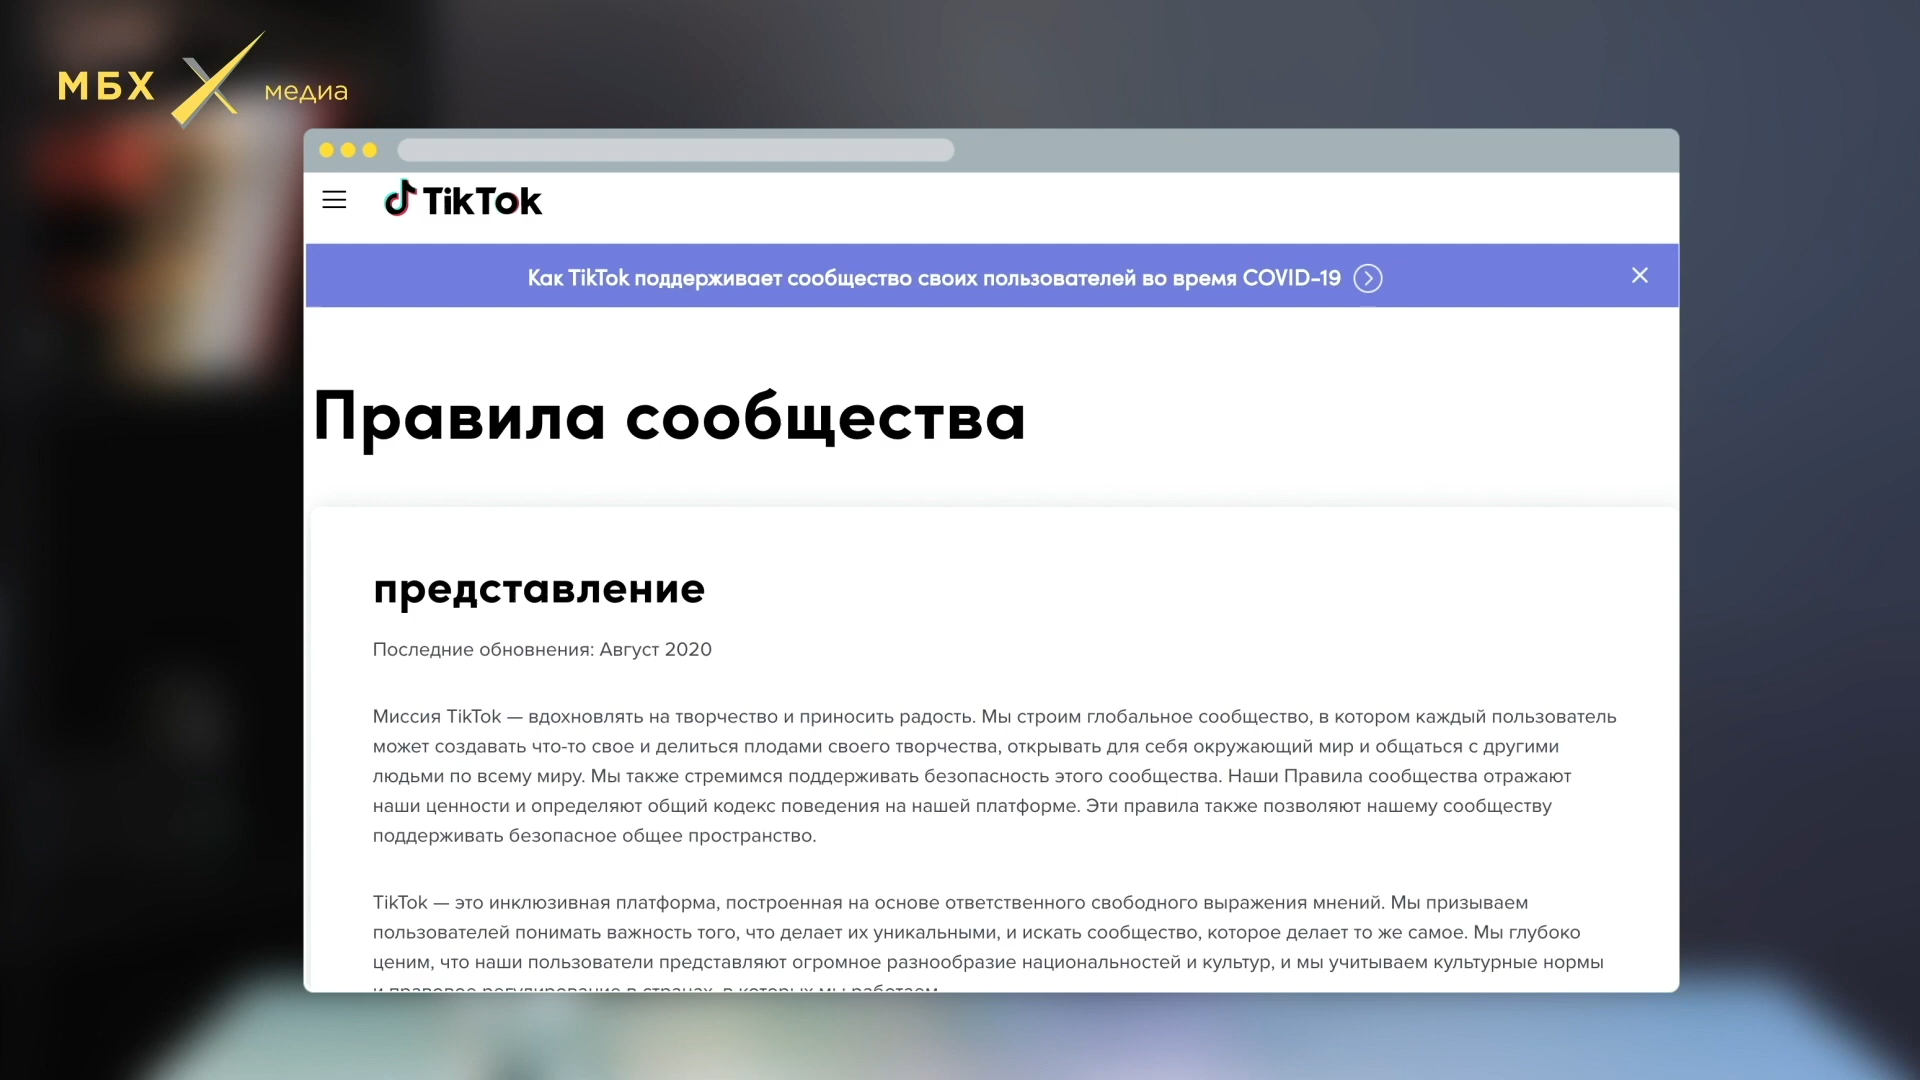 МБХ медиа
TikTok
Как TikTok поддерживает сообщество своих пользователей во время COVID-19
Правила сообщества
представление
Последние обновнения: Август 2020
Миссия TikTok — вдохновлять на творчество и приносить радость. Мы строим глобальное сообщество, в котором каждый пользователь
может создавать что-то свое и делиться плодами своего творчества, открывать для себя окружающий мир и общаться с другими
людьми по всему миру. Мы также стремимся поддерживать безопасность этого сообщества. Наши Правила сообщества отражают
наши ценности и определяют общий кодекс поведения на нашей платформе. Эти правила также позволяют нашему сообществу
поддерживать безопасное общее пространство.
TikTok — это инклюзивная платформа, построенная на основе ответственного свободного выражения мнений. Мы призываем
пользователей понимать важность того, что делает их уникальными, и искать сообщество, которое делает то же самое. Мы глубоко
ценим, что наши пользователи представляют огромное разнообразие национальностей и культур, и мы учитываем культурные нормы
и правовое регулирование в странах, в которых мы работаем.